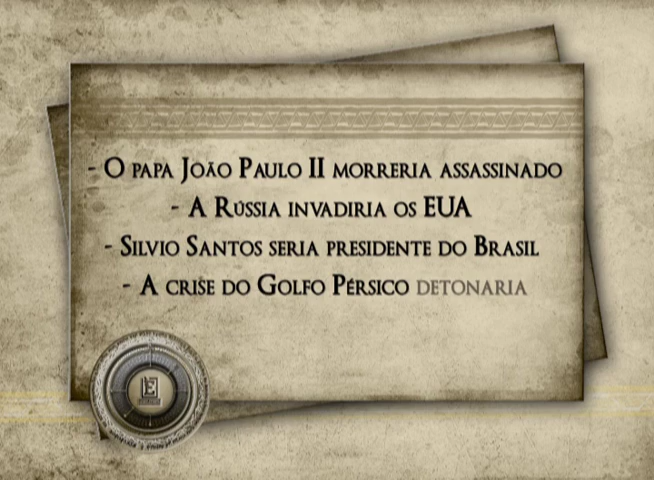 - O PAPA JOÃO PAULO II MORRERIA ASSASSINADO
- A RÚSSIA INVADIRIA OS EUA
- SILVIO SANTOS SERIA PRESIDENTE DO BRASIL
- A CRISE DO GOLFO PÉRSICO DETONARIA
E